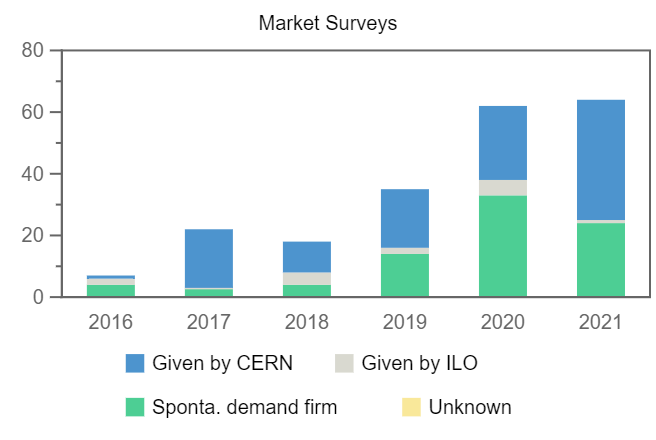 Market Surveys
80
60
40
20
0
2016 2017 2018 2019 2020 2021
Given by CERN Given by ILO
Sponta. demand firm Unknown